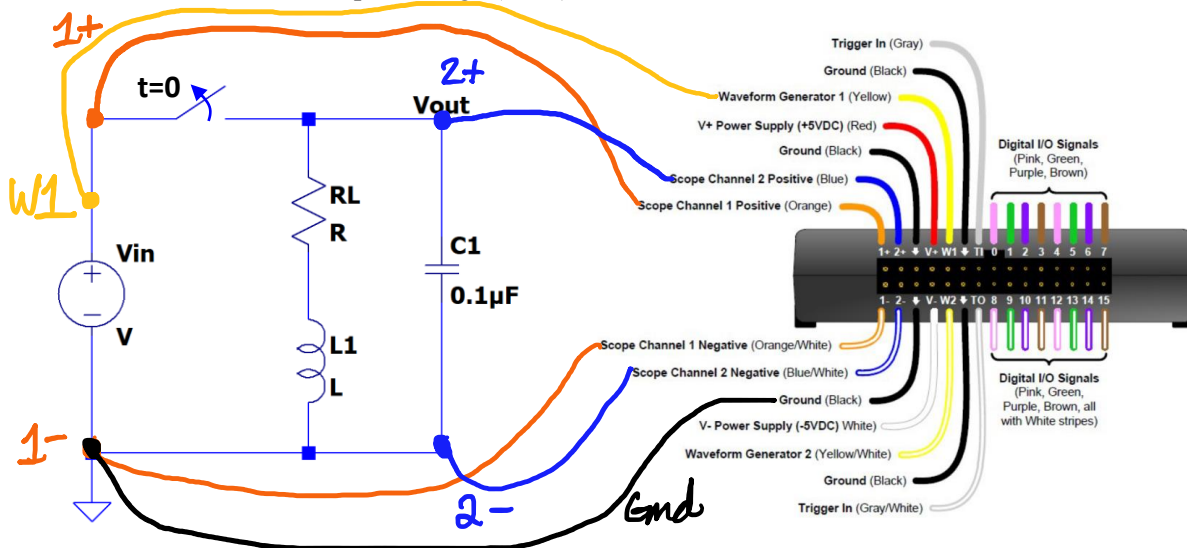 1+
t=0
2+
Vout
W1
Vin
+
−
V
RL
R
L1
L
C1
0.1µF
1-
2-
Gnd
Trigger In (Gray)
Ground (Black)
Waveform Generator 1 (Yellow)
V+ Power Supply (+5VDC) (Red)
Ground (Black)
Scope Channel 2 Positive (Blue)
Scope Channel 1 Positive (Orange)
Digital I/O Signals
(Pink, Green,
Purple, Brown)
1+ 2+ V+ W1 TI 0 1 2 3 4 5 6 7
1- 2- V- W2 TO 8 9 10 11 12 13 14 15
Scope Channel 1 Negative (Orange/White)
Scope Channel 2 Negative (Blue/White)
Ground (Black)
V- Power Supply (-5VDC) White)
Waveform Generator 2 (Yellow/White)
Ground (Black)
Trigger In (Gray/White)
Digital I/O Signals
(Pink, Green,
Purple, Brown, all
with White stripes)